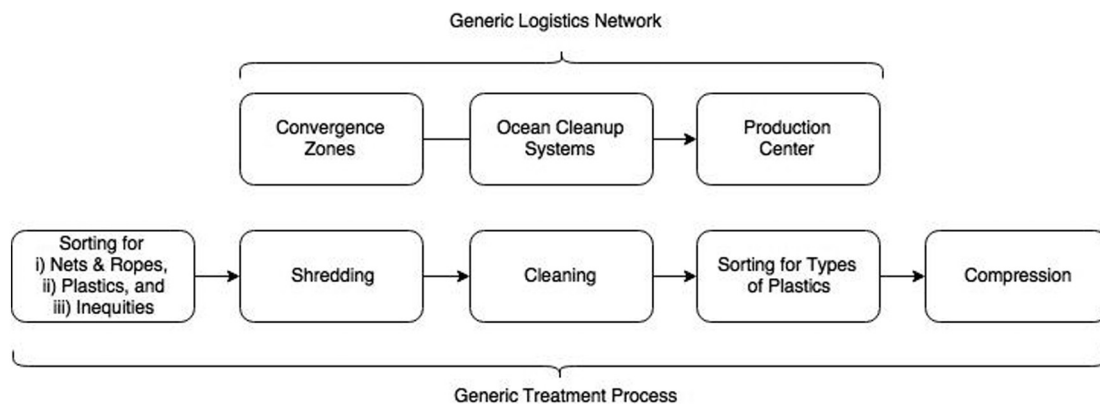 Generic Logistics Network
Convergence
Zones
Ocean Cleanup
Systems
Production
Center
Sorting for
i) Nets & Ropes,
ii) Plastics, and
iii) Inequities
Shredding
Cleaning
Sorting for Types
of Plastics
Compression
Generic Treatment Process